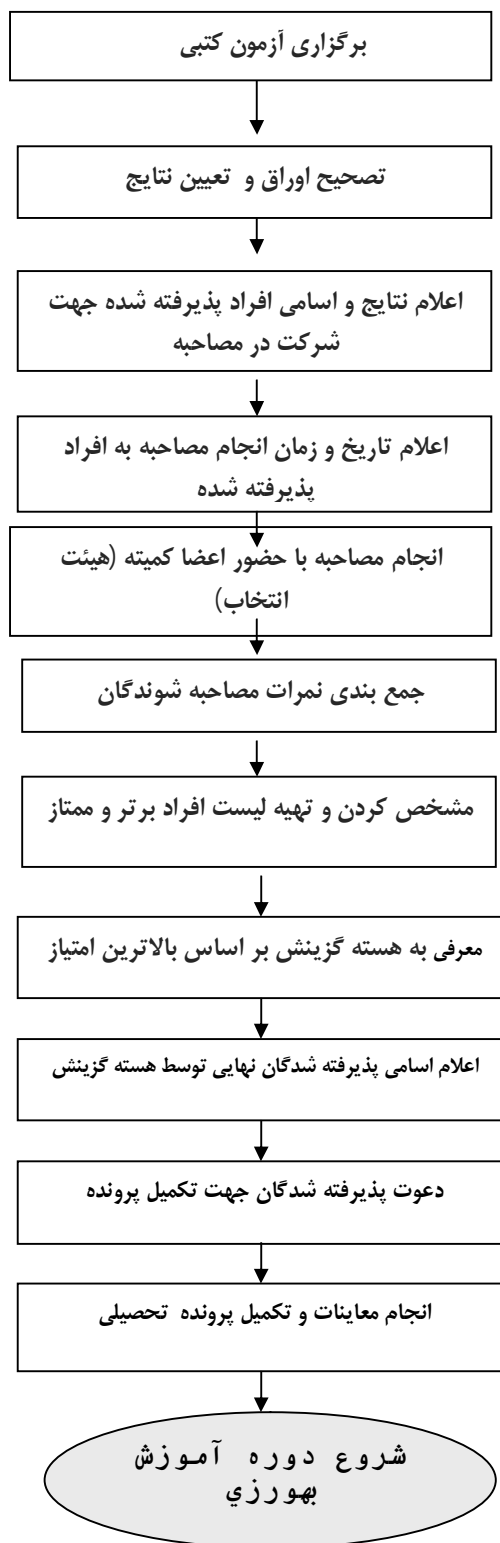 برگزاری آزمون کتبی
تصحیح اوراق و تعیین نتایج
اعلام نتایج و اسامی افراد پذیرفته شده جهت
شرکت در مصاحبه
اعلام تاریخ و زمان انجام مصاحبه به افراد
پذیرفته شده
انجام مصاحبه با حضور اعضا کمیته (هیئت
انتخاب)
جمع بندی نمرات مصاحبه شوندگان
مشخص کردن و تهیه لیست افراد برتر و ممتاز
معرفی به هسته گزینش بر اساس بالاترین امتیاز
اعلام اسامی پذیرفته شدگان نهایی توسط هسته گزینش
دعوت پذیرفته شدگان جهت تکمیل پرونده
انجام معاینات و تکمیل پرونده تحصیلی
شروع دوره آموزش
بهورزي